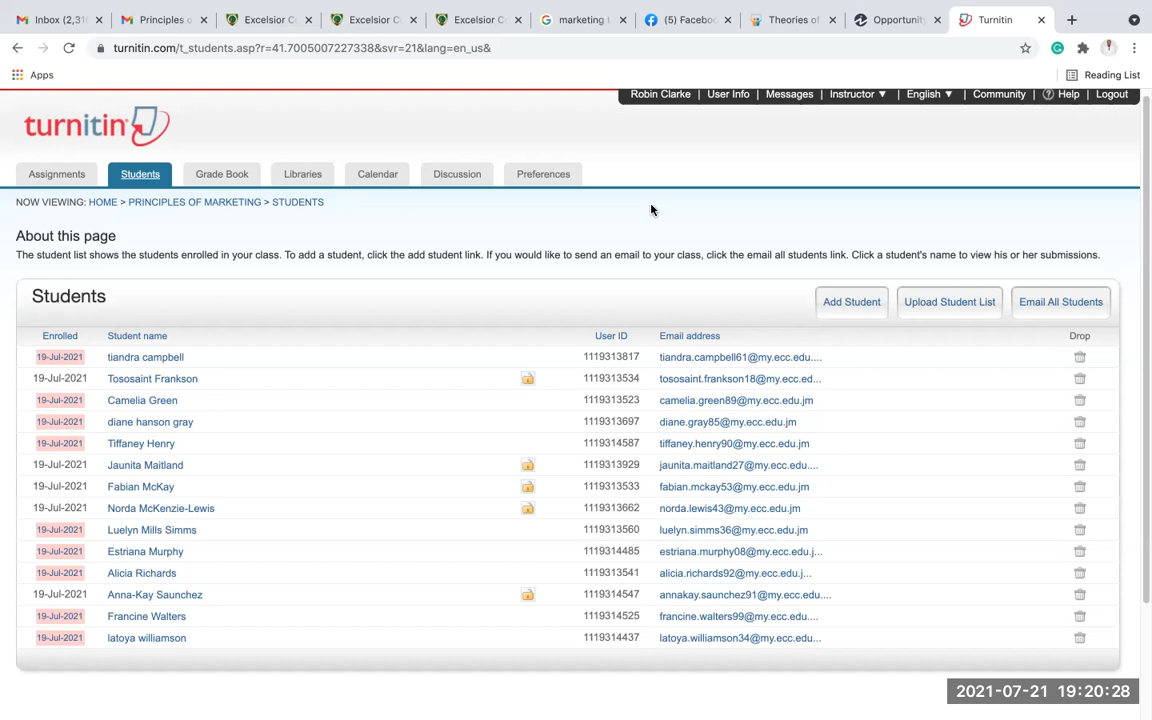 Inbox (2,31
Principles o
Excelsior C
Excelsior C
Excelsior C
marketing
(5) Facebo
Theories of
Opportunity
Turnitin
turnitin.com/t_students.asp?r=41.7005007227338&svr=21&lang=en_us&
Apps
Reading List
Robin Clarke | User Info | Messages | Instructor ▼ | English ▼ | Community | Help | Logout
turnitin
Assignments
Students
Grade Book
Libraries
Calendar
Discussion
Preferences
NOW VIEWING: HOME > PRINCIPLES OF MARKETING > STUDENTS
About this page
The student list shows the students enrolled in your class. To add a student, click the add student link. If you would like to send an email to your class, click the email all students link. Click a student's name to view his or her submissions.
Students
Add Student
Upload Student List
Email All Students
Enrolled Student name User ID Email address Drop
19-Jul-2021 tiandra campbell 1119313817 tiandra.campbell61@my.ecc.edu....
19-Jul-2021 Tososaint Frankson 1119313534 tososaint.frankson18@my.ecc.ed...
19-Jul-2021 Camelia Green 1119313523 camelia.green89@my.ecc.edu.jm
19-Jul-2021 diane hanson gray 1119313697 diane.gray85@my.ecc.edu.jm
19-Jul-2021 Tiffaney Henry 1119314587 tiffaney.henry90@my.ecc.edu.jm
19-Jul-2021 Jaunita Maitland 1119313929 jaunita.maitland27@my.ecc.edu....
19-Jul-2021 Fabian McKay 1119313533 fabian.mckay53@my.ecc.edu.jm
19-Jul-2021 Norda McKenzie-Lewis 1119313662 norda.lewis43@my.ecc.edu.jm
19-Jul-2021 Luelyn Mills Simms 1119313560 luelyn.simms36@my.ecc.edu.jm
19-Jul-2021 Estriana Murphy 1119314485 estriana.murphy08@my.ecc.edu.j...
19-Jul-2021 Alicia Richards 1119313541 alicia.richards92@my.ecc.edu.j...
19-Jul-2021 Anna-Kay Saunchez 1119314547 annakay.saunchez91@my.ecc.edu....
19-Jul-2021 Francine Walters 1119314525 francine.walters99@my.ecc.edu....
19-Jul-2021 latoya williamson 1119314437 latoya.williamson34@my.ecc.edu...
2021-07-21 19:20:28